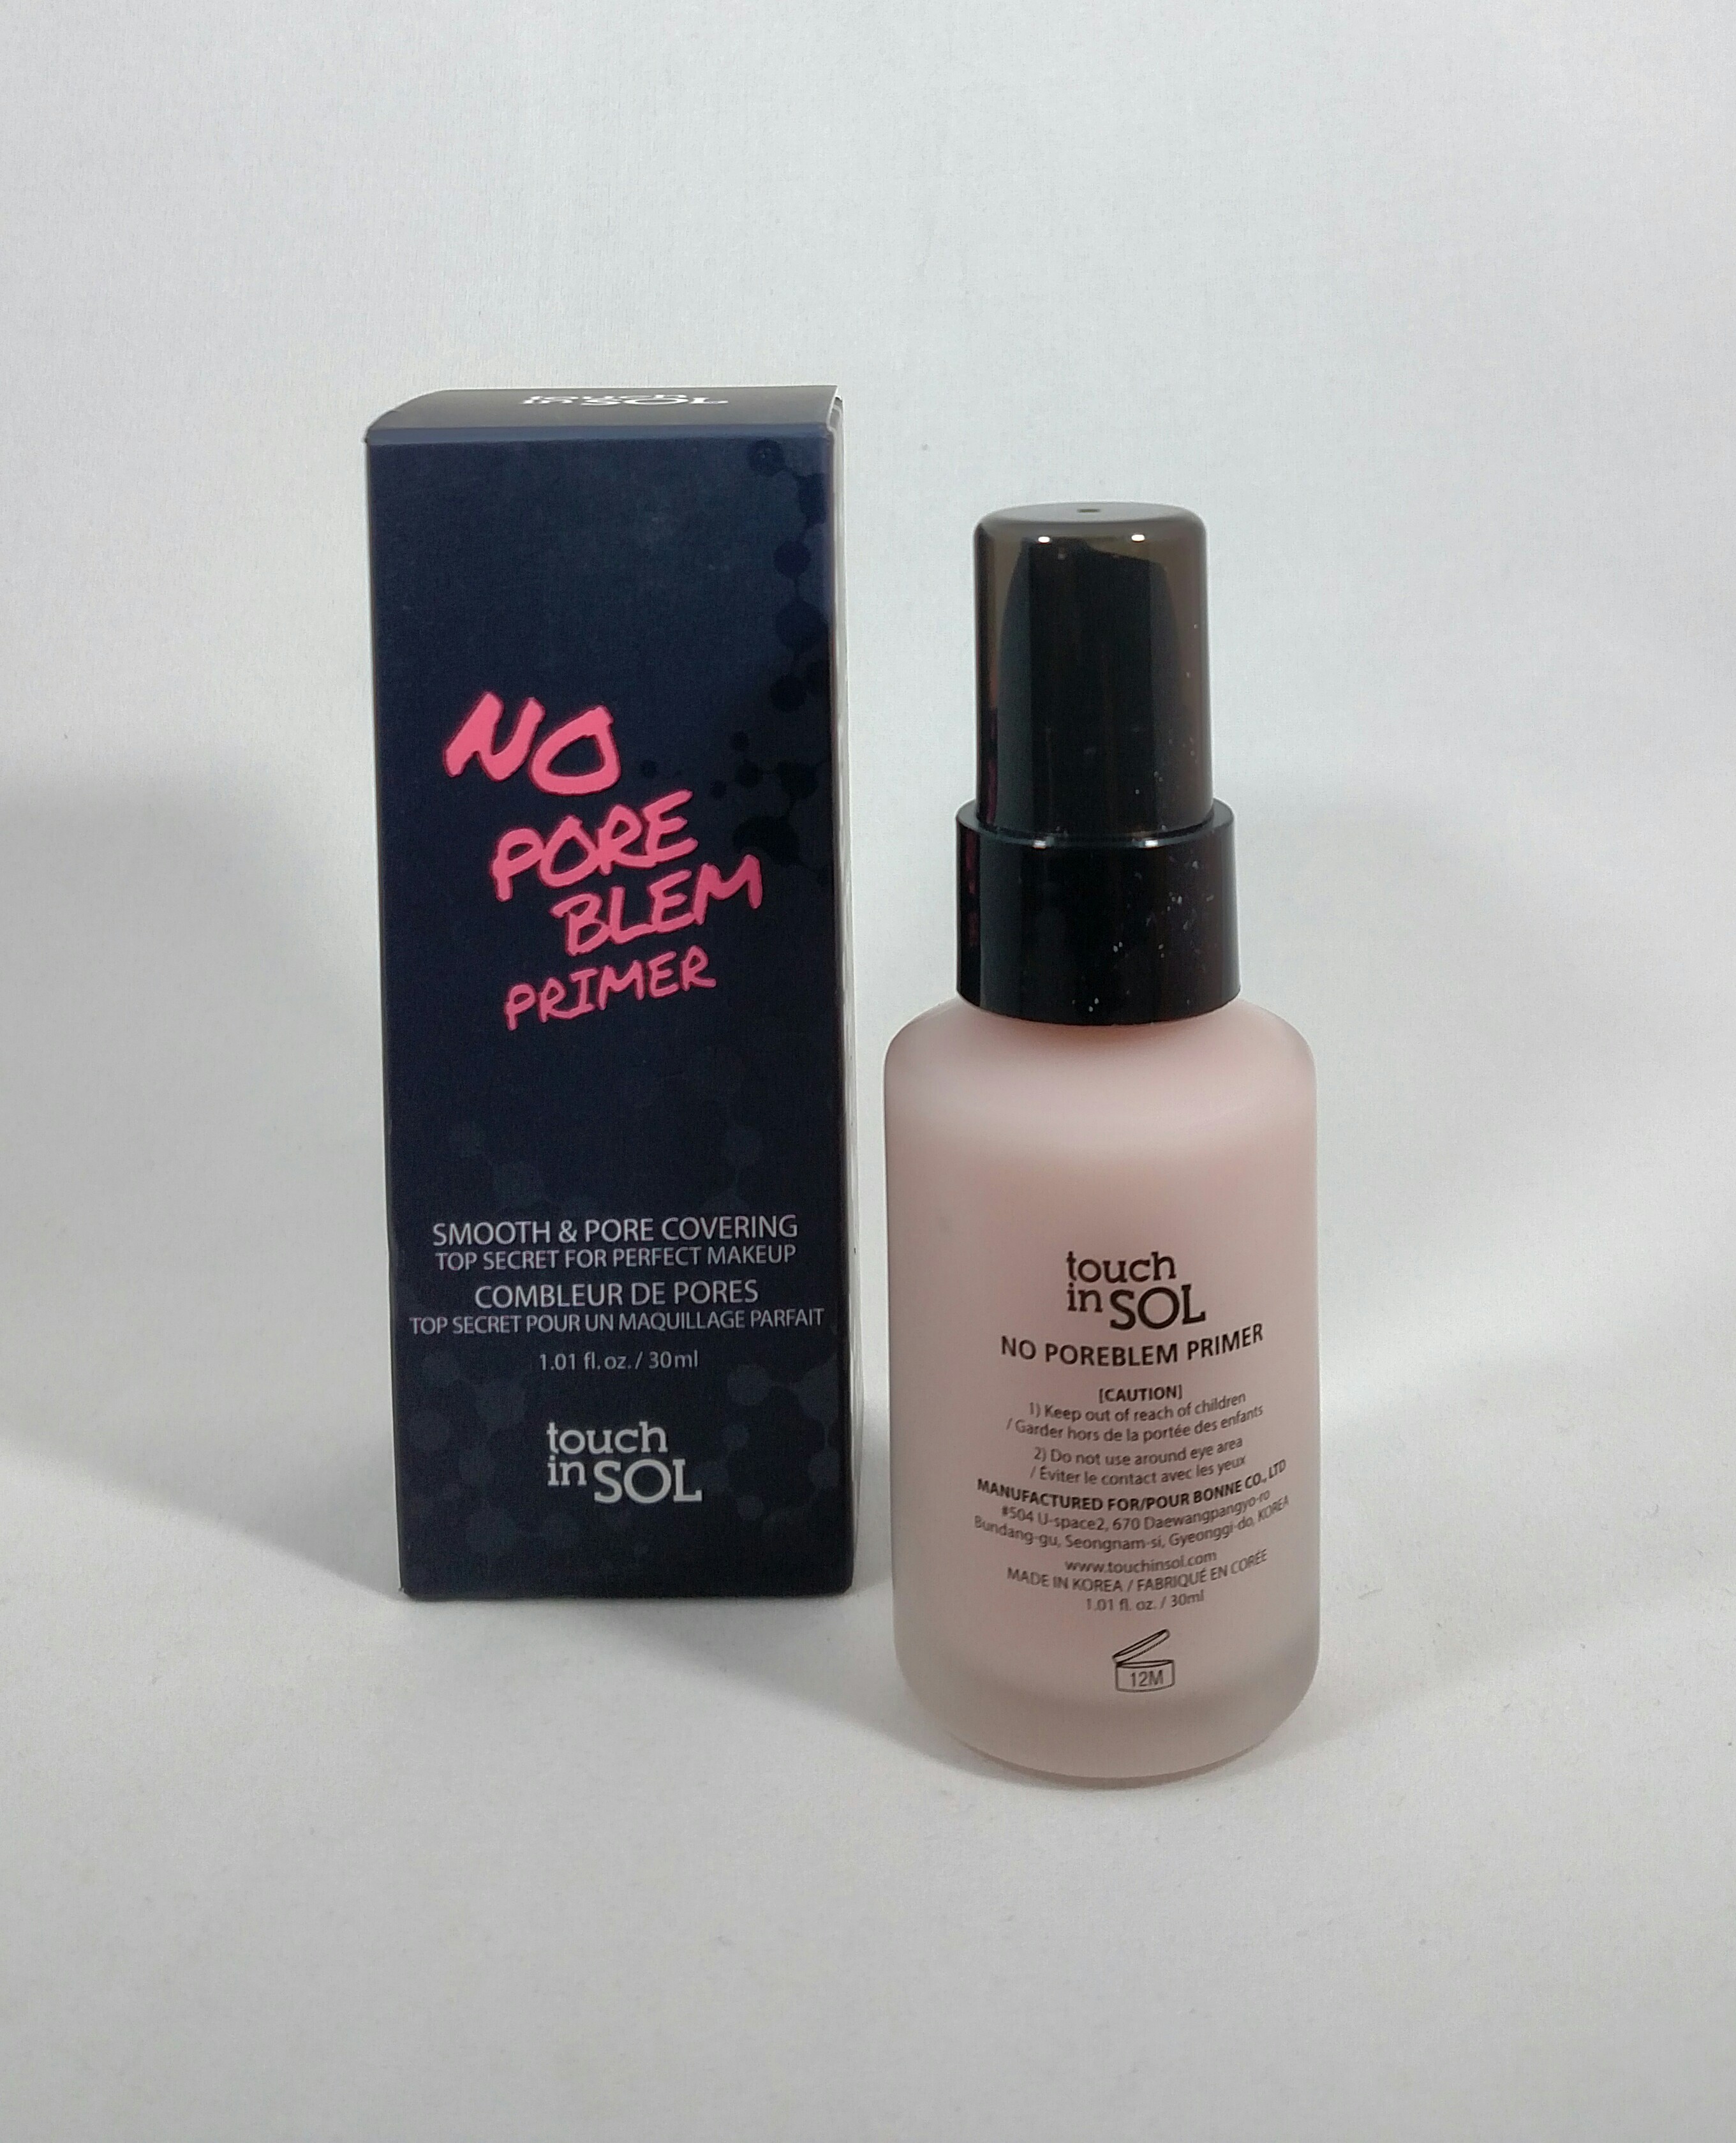 touch
in SOL
NO
PORE
BLEM
PRIMER
SMOOTH & PORE COVERING
TOP SECRET FOR PERFECT MAKEUP
COMBLEUR DE PORES
TOP SECRET POUR UN MAQUILLAGE PARFAIT
1.01 fl. oz. / 30ml
touch
in SOL
touch
in SOL
NO POREBLEM PRIMER
[CAUTION]
1) Keep out of reach of children
/ Garder hors de la portée des enfants
2) Do not use around eye area
/ Éviter le contact avec les yeux
MANUFACTURED FOR/POUR BONNE CO., LTD
#504 U-space2, 670 Daewangpangyo-ro
Bundang-gu, Seongnam-si, Gyeonggi-do, KOREA
www.touchinsol.com
MADE IN KOREA / FABRIQUÉ EN CORÉE
1.01 fl. oz. / 30ml
12M